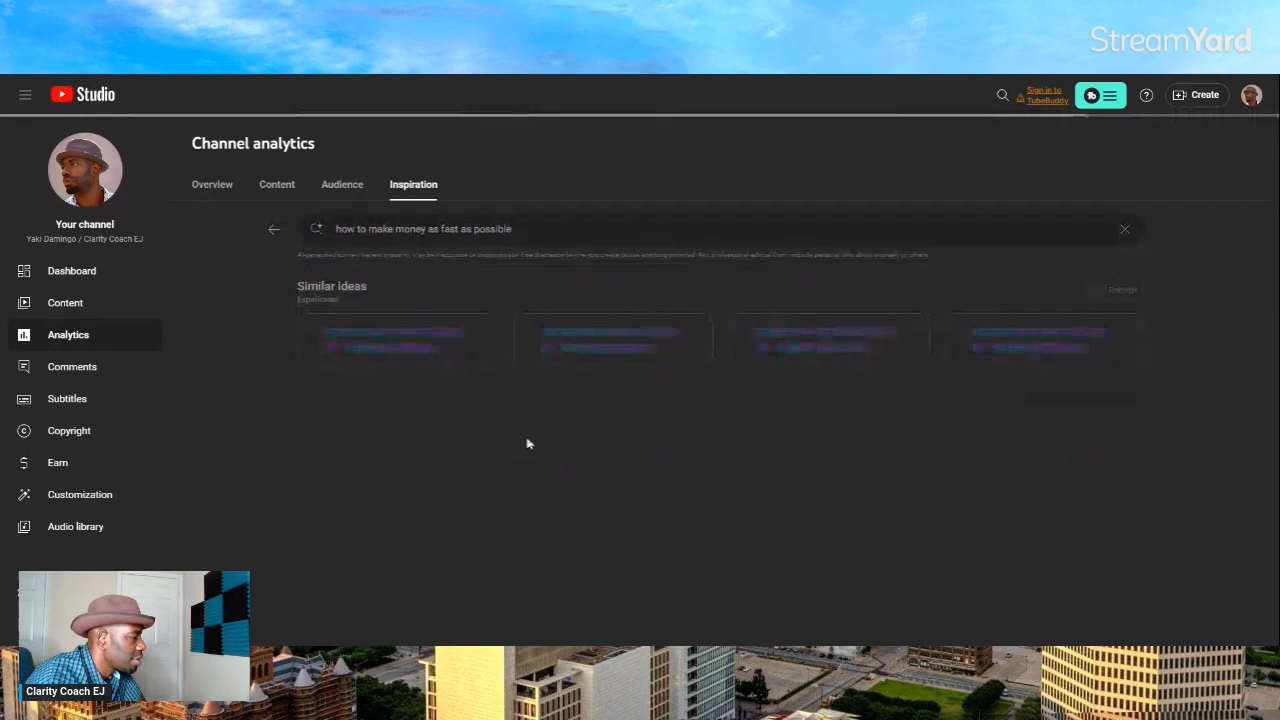 StreamYard
Studio
Sign in to
TubeBuddy
tb
Create
Channel analytics
Overview
Content
Audience
Inspiration
Your channel
Yaki Damingo / Clarity Coach EJ
how to make money as fast as possible
Similar ideas
Experimental
Dashboard
Content
Analytics
Comments
Subtitles
Copyright
Earn
Customization
Audio library
Clarity Coach EJ